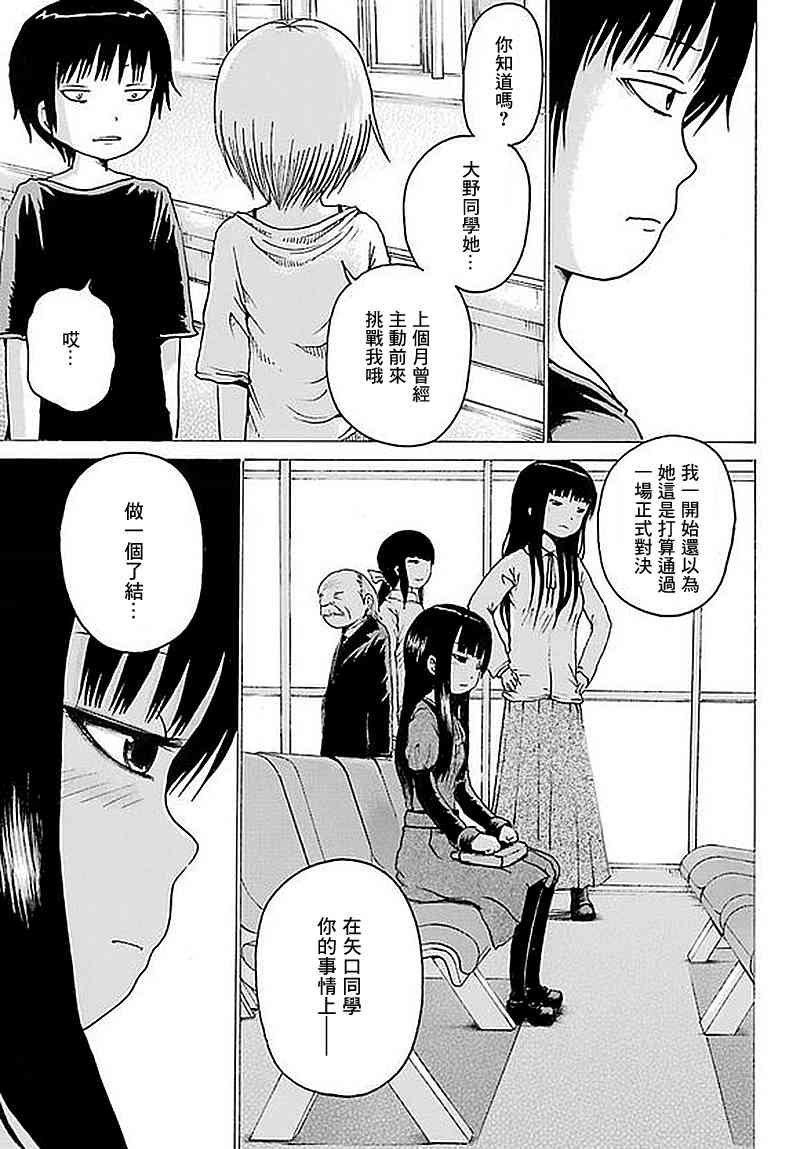 你知道嗎？
大野同學她…
上個月曾經
主動前來
挑戰我哦
哎…
我一開始還以為
她這是打算通過
一場正式對決
在矢口同學
你的事情上——
做一個了結…